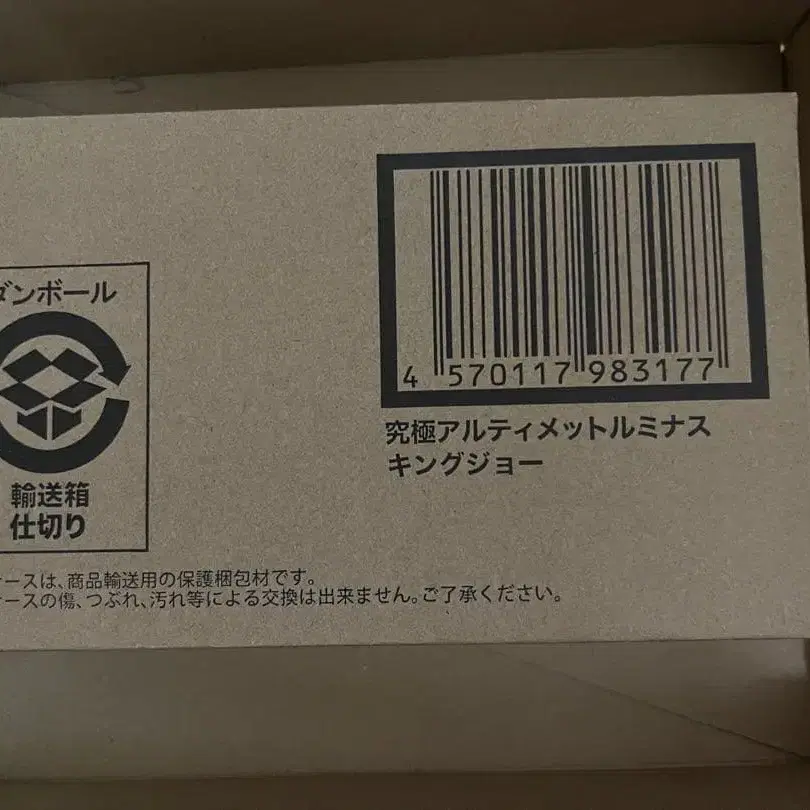 ダンボール
輸送箱
仕切り
4 570117 983177
究極アルティメットルミナス
キングジョー
ケースは、商品輸送用の保護梱包材です。
ケースの傷、つぶれ、汚れ等による交換は出来ません。ご了承ください。